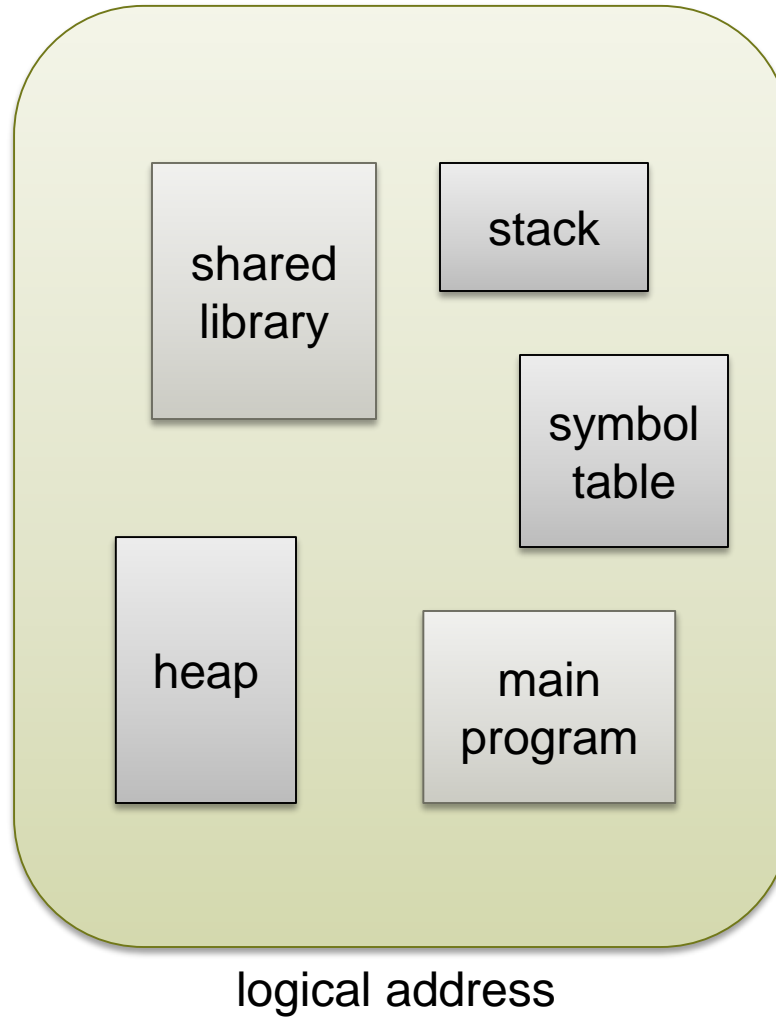 shared
library
stack
symbol
table
heap
main
program
logical address